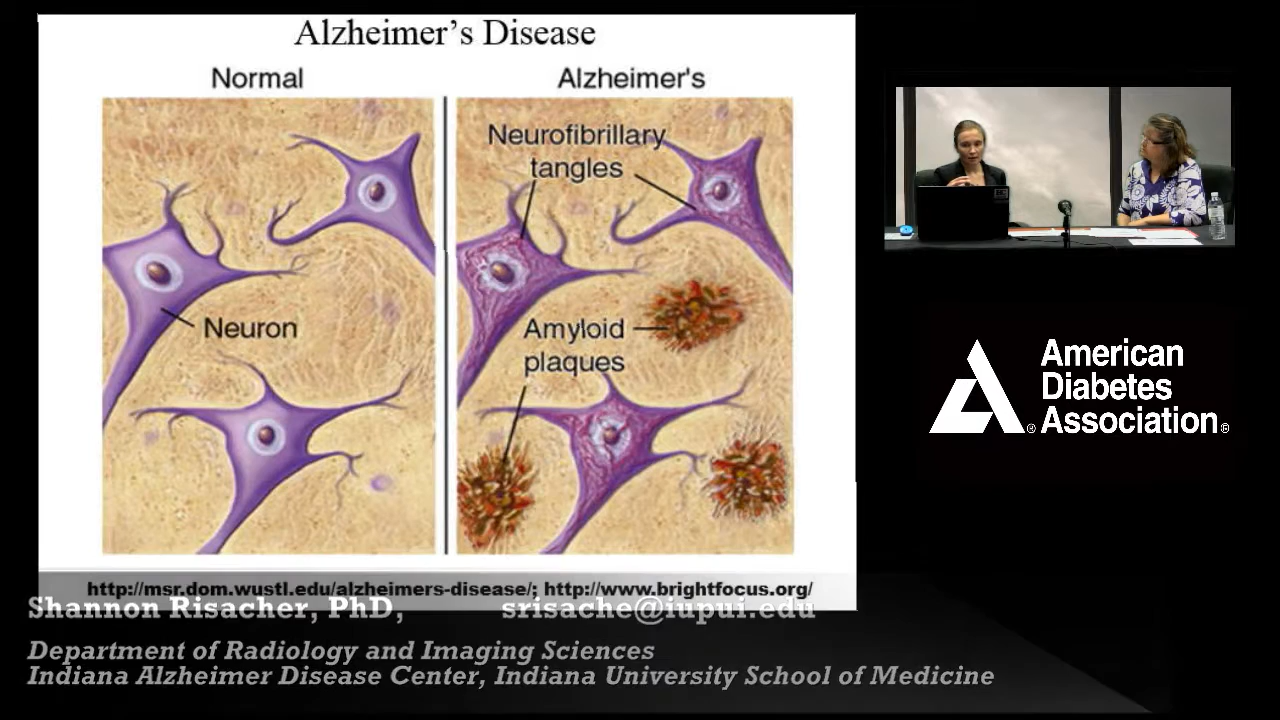 Alzheimer's Disease
Normal
Alzheimer's
Neurofibrillary
tangles
Neuron
Amyloid
plaques
http://msr.dom.wustl.edu/alzheimers-disease/; http://www.brightfocus.org/
American
Diabetes
Association®
Shannon Risacher, PhD, srisache@iupui.edu
Department of Radiology and Imaging Sciences
Indiana Alzheimer Disease Center, Indiana University School of Medicine